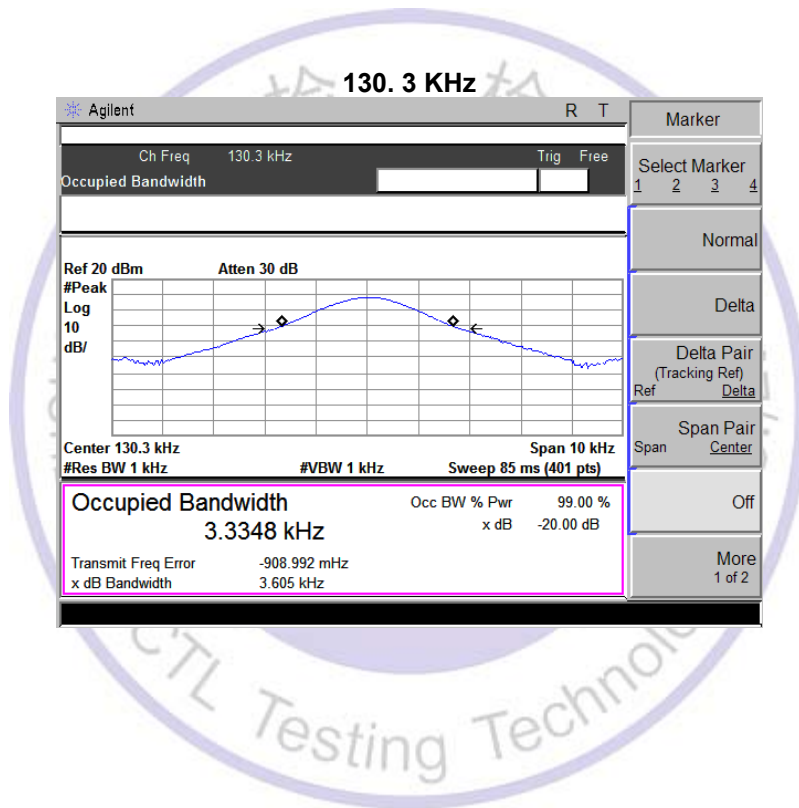 130. 3 KHz
Agilent R T
Ch Freq 130.3 kHz Trig Free
Occupied Bandwidth
Ref 20 dBm Atten 30 dB
#Peak
Log
10
dB/
Center 130.3 kHz Span 10 kHz
#Res BW 1 kHz #VBW 1 kHz Sweep 85 ms (401 pts)
Occupied Bandwidth
3.3348 kHz
Occ BW % Pwr 99.00 %
x dB -20.00 dB
Transmit Freq Error -908.992 mHz
x dB Bandwidth 3.605 kHz
Marker
Select Marker
1 2 3 4
Normal
Delta
Delta Pair
(Tracking Ref)
Ref Delta
Span Pair
Span Center
Off
More
1 of 2
CTL Testing Technol